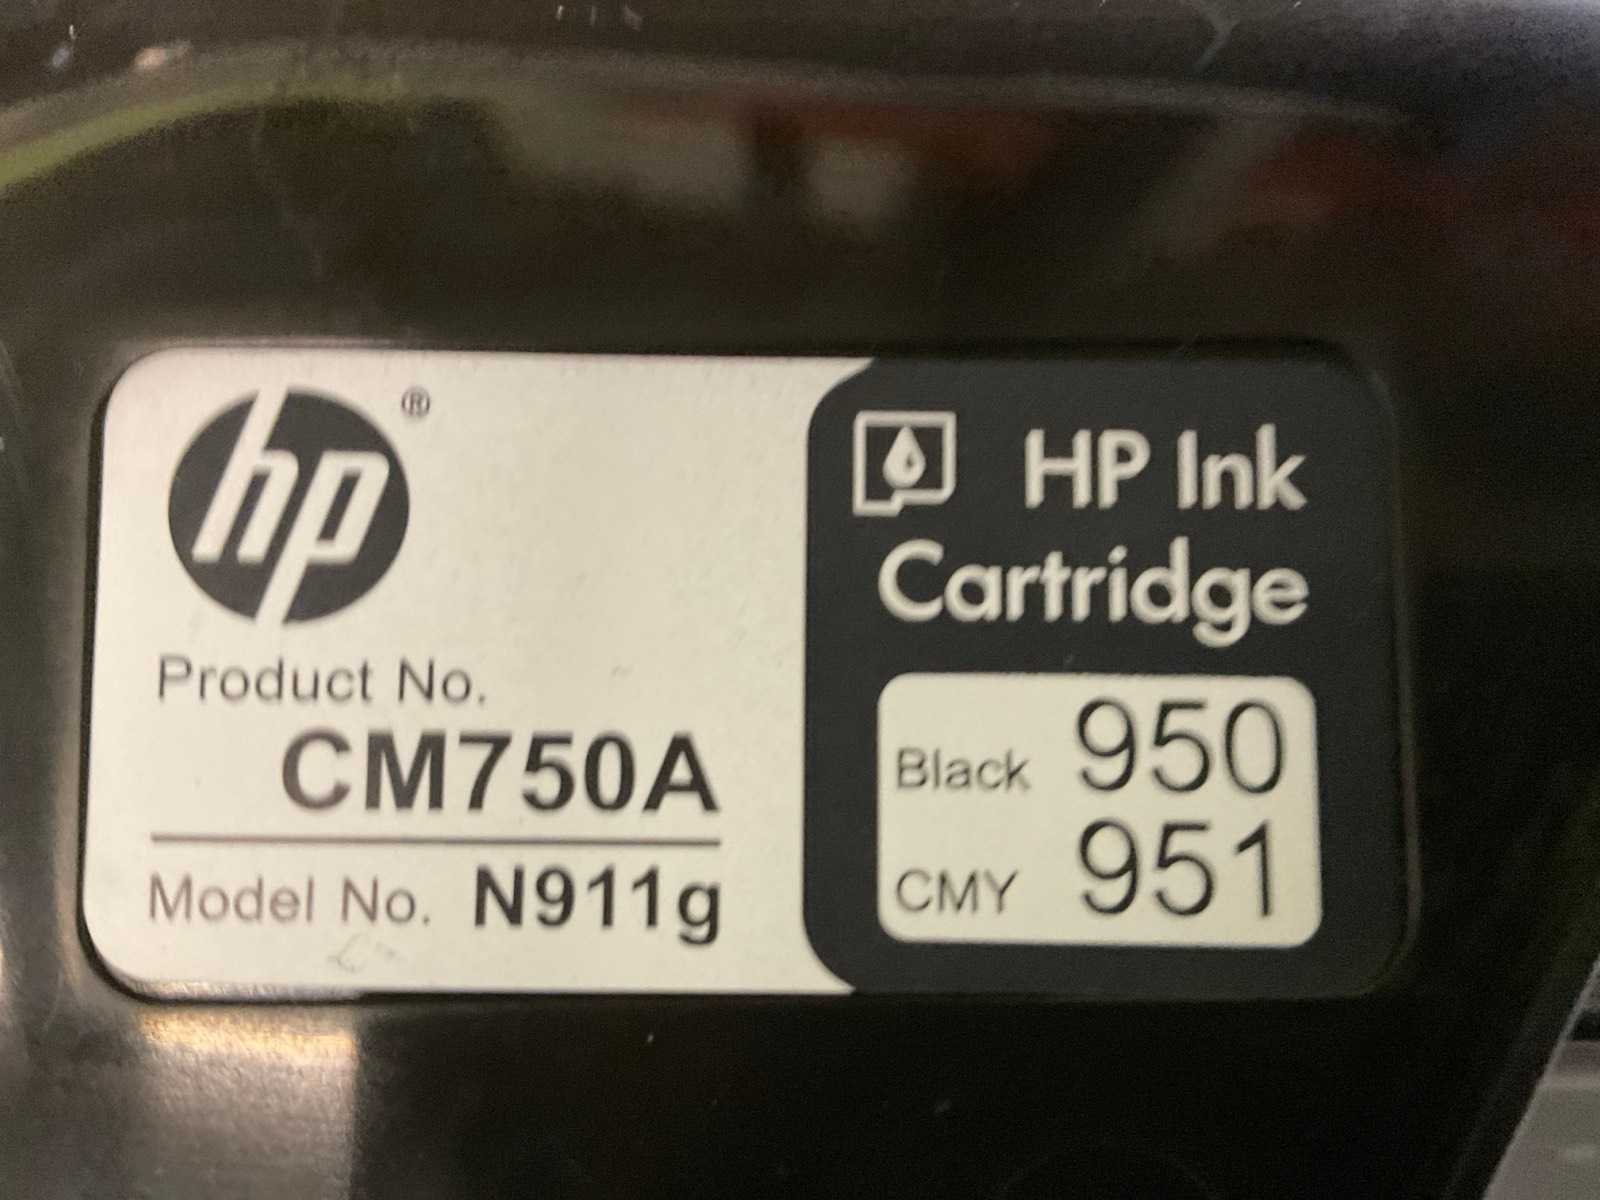 hp®
Product No.
CM750A
Model No. N911g
HP Ink
Cartridge
Black 950
CMY 951